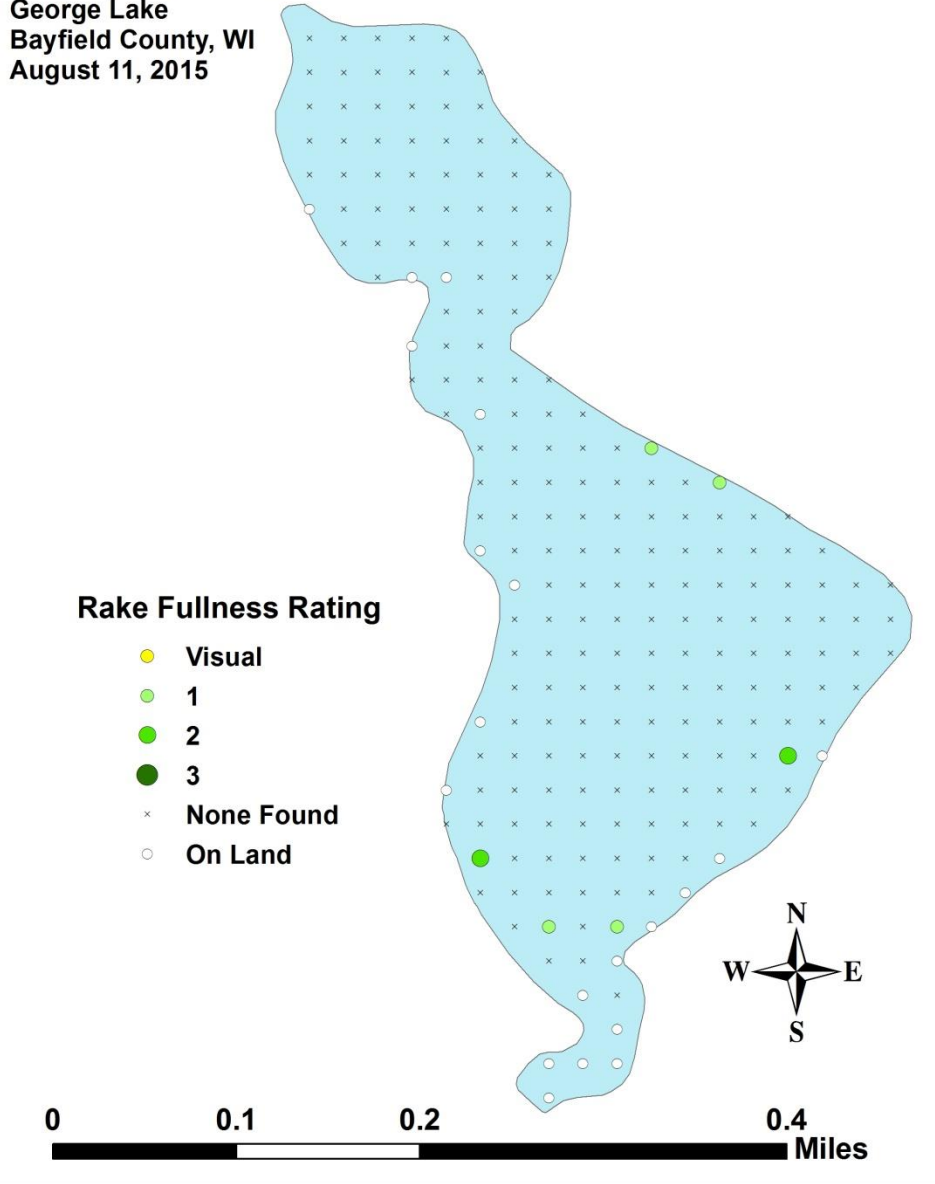 George Lake
Bayfield County, WI
August 11, 2015
Rake Fullness Rating
Visual
1
2
3
None Found
On Land
N
W E
S
0 0.1 0.2 0.4
Miles